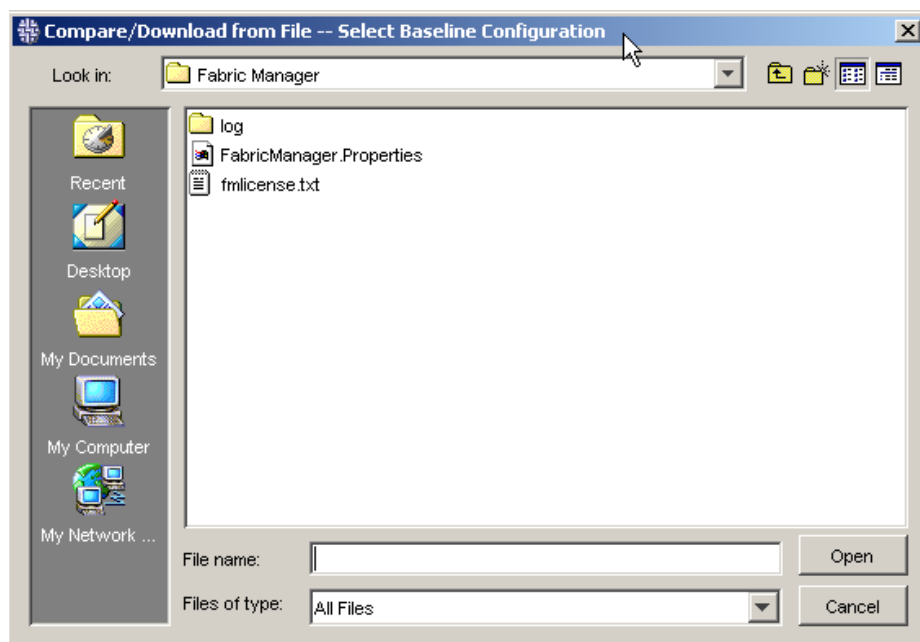 Compare/Download from File -- Select Baseline Configuration
Look in: Fabric Manager
log
FabricManager.Properties
fmlicense.txt
Recent
Desktop
My Documents
My Computer
My Network ...
File name: Open
Files of type: All Files Cancel